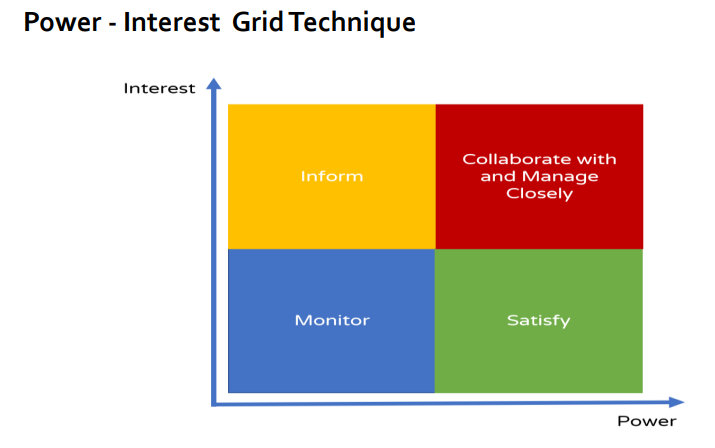 Power - Interest Grid Technique
Interest
Inform
Collaborate with
and Manage
Closely
Monitor
Satisfy
Power